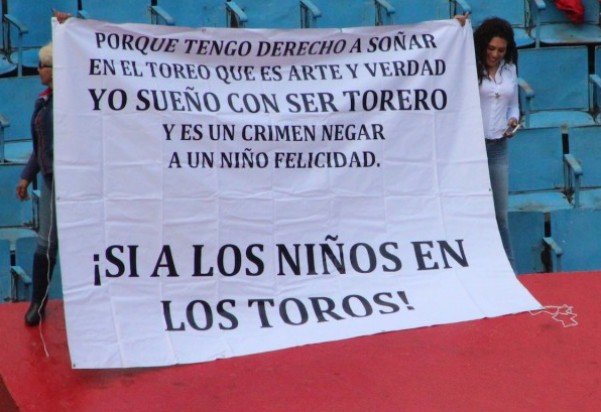 PORQUE TENGO DERECHO A SOÑAR
EN EL TOREO QUE ES ARTE Y VERDAD
YO SUEÑO CON SER TORERO
Y ES UN CRIMEN NEGAR
A UN NIÑO FELICIDAD.
¡SI A LOS NIÑOS EN
LOS TOROS!